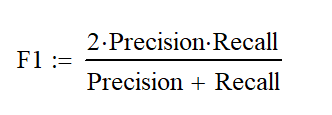 F1 := 2·Precision·Recall
Precision + Recall